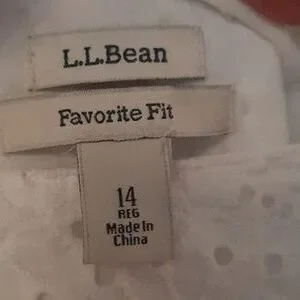 L.L.Bean
Favorite Fit
14
REG
Made In
China